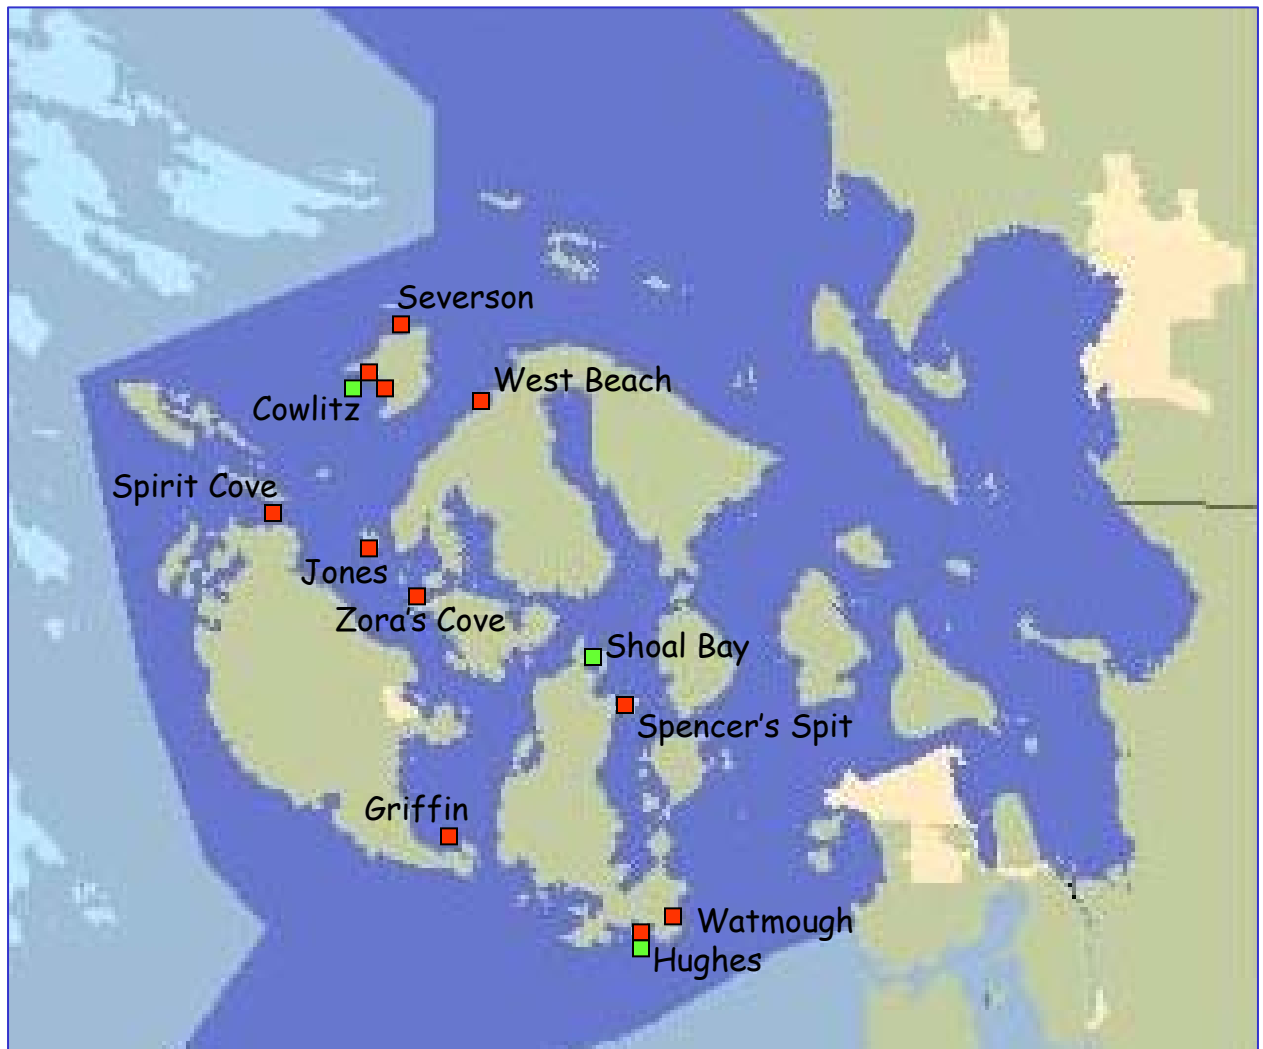 Severson
West Beach
Cowlitz
Spirit Cove
Jones
Zora's Cove
Shoal Bay
Spencer's Spit
Griffin
Watmough
Hughes